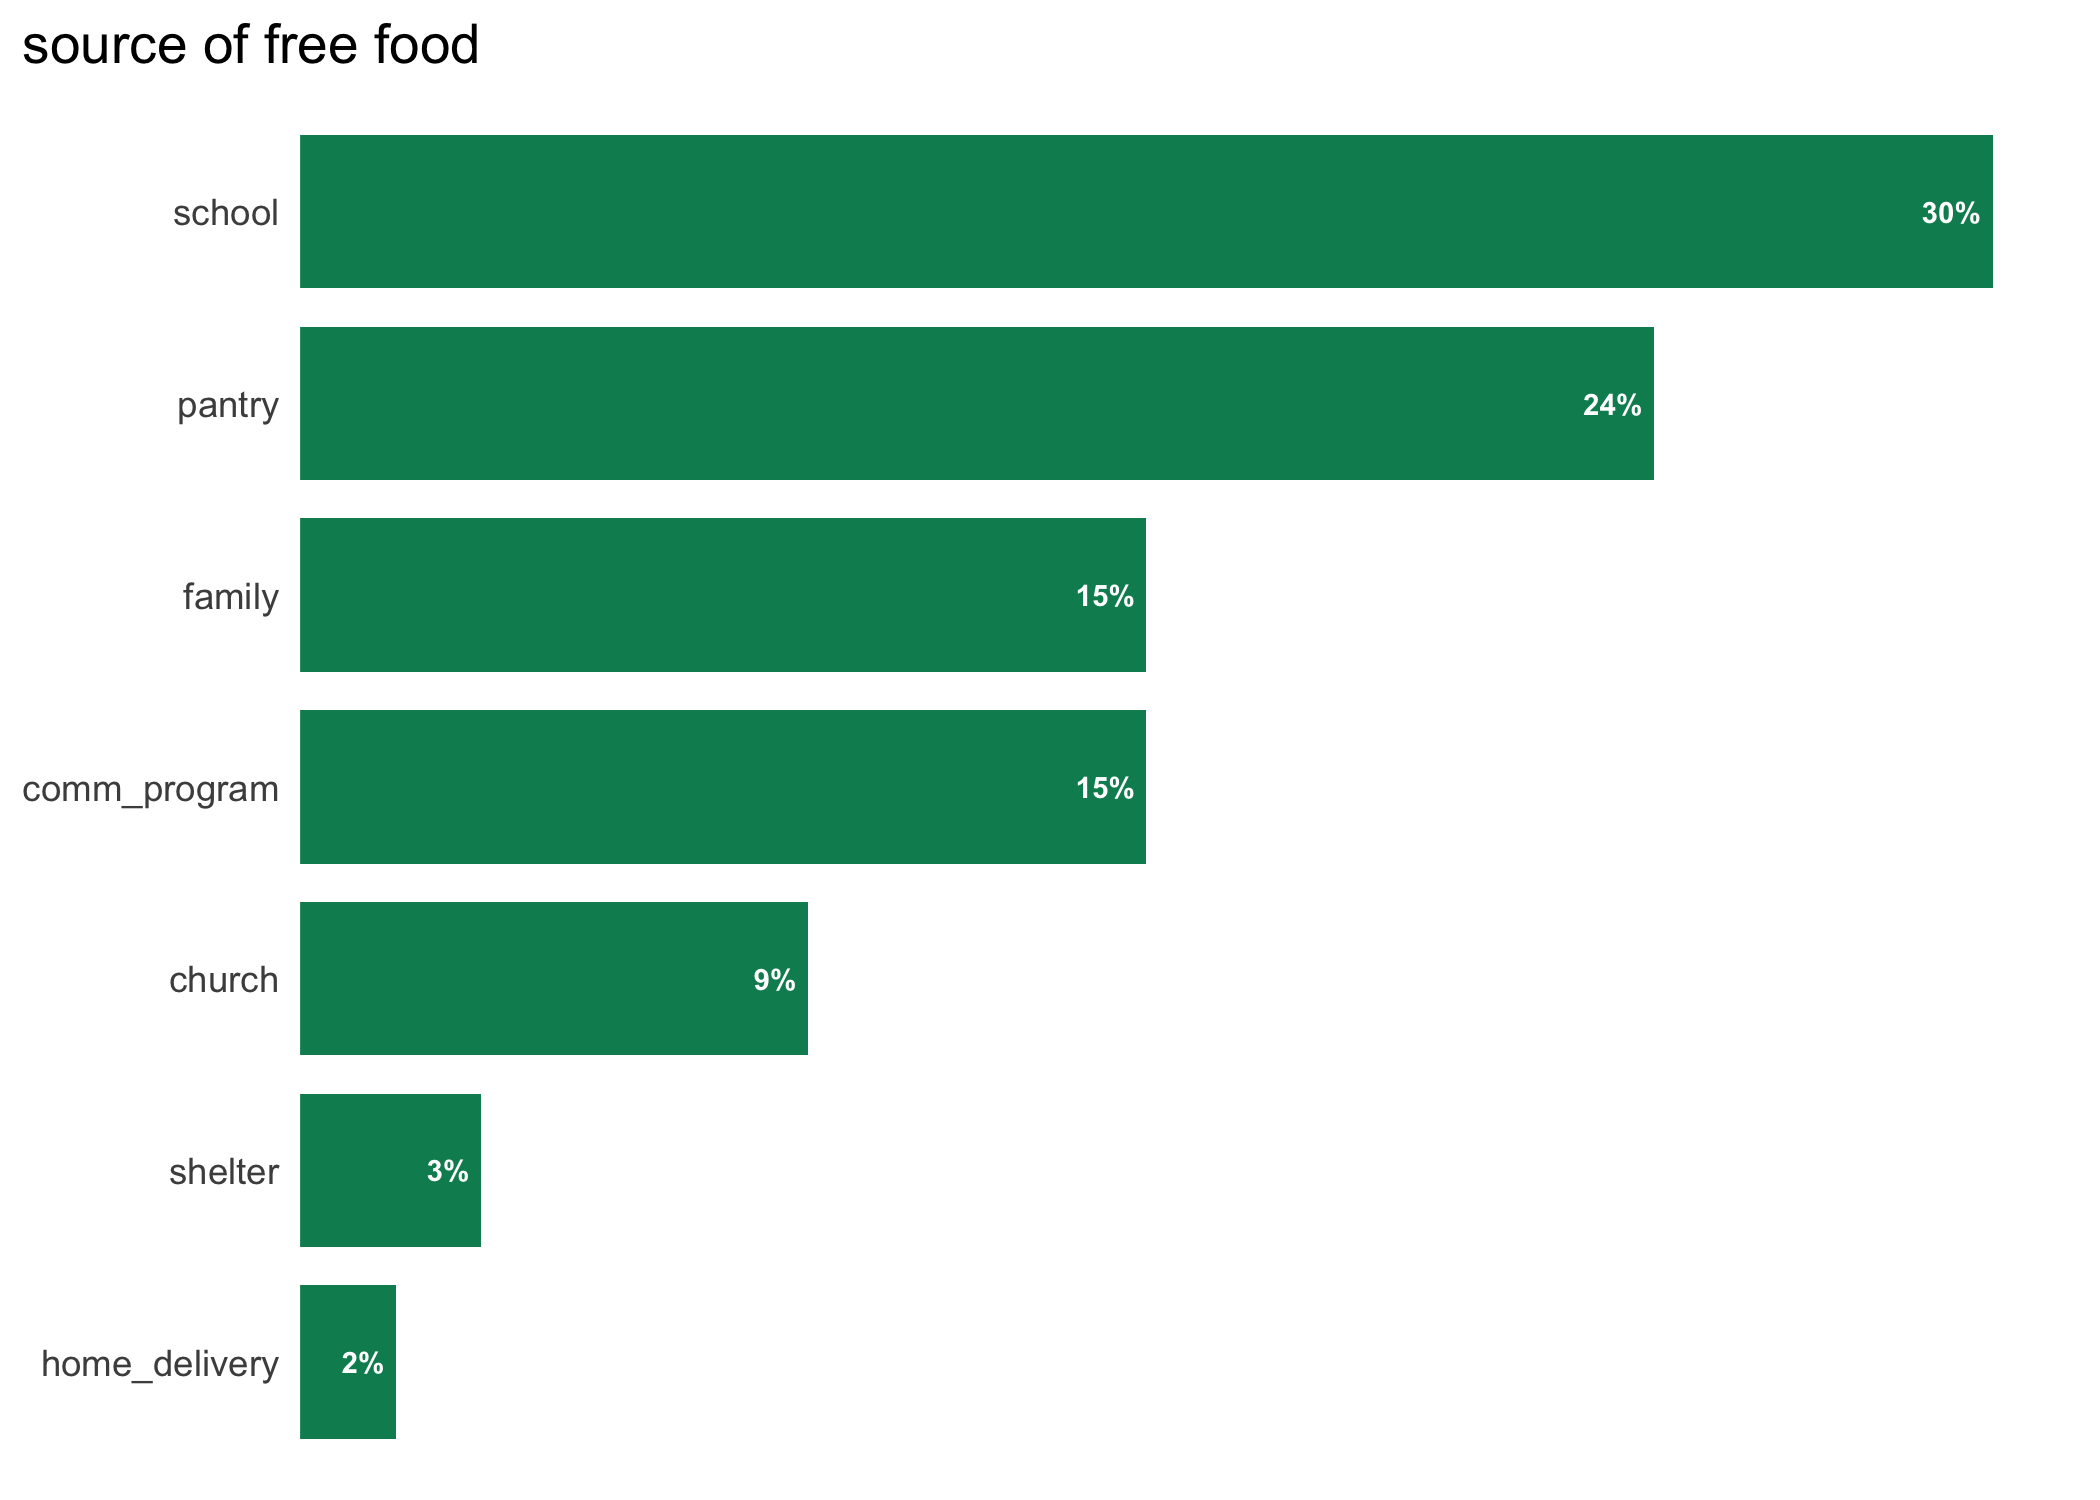 source of free food
school 30%
pantry 24%
family 15%
comm_program 15%
church 9%
shelter 3%
home_delivery 2%